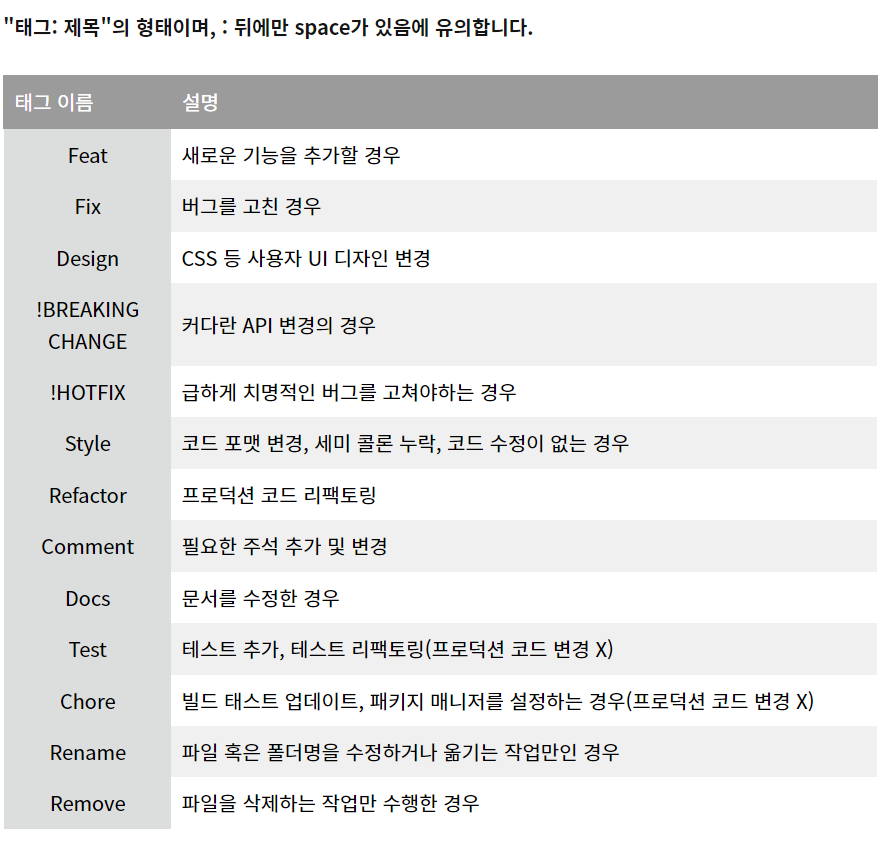 "태그: 제목"의 형태이며, : 뒤에만 space가 있음에 유의합니다.
태그 이름 설명
Feat 새로운 기능을 추가할 경우
Fix 버그를 고친 경우
Design CSS 등 사용자 UI 디자인 변경
!BREAKING
CHANGE 커다란 API 변경의 경우
!HOTFIX 급하게 치명적인 버그를 고쳐야하는 경우
Style 코드 포맷 변경, 세미 콜론 누락, 코드 수정이 없는 경우
Refactor 프로덕션 코드 리팩토링
Comment 필요한 주석 추가 및 변경
Docs 문서를 수정한 경우
Test 테스트 추가, 테스트 리팩토링(프로덕션 코드 변경 X)
Chore 빌드 태스트 업데이트, 패키지 매니저를 설정하는 경우(프로덕션 코드 변경 X)
Rename 파일 혹은 폴더명을 수정하거나 옮기는 작업만인 경우
Remove 파일을 삭제하는 작업만 수행한 경우